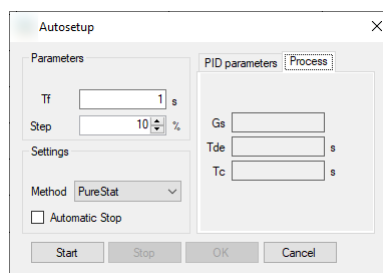 Autosetup
Parameters
Tf 1 s
Step 10 %
Settings
Method PureStat
Automatic Stop
PID parameters Process
Gs
Tde s
Tc s
Start Stop OK Cancel